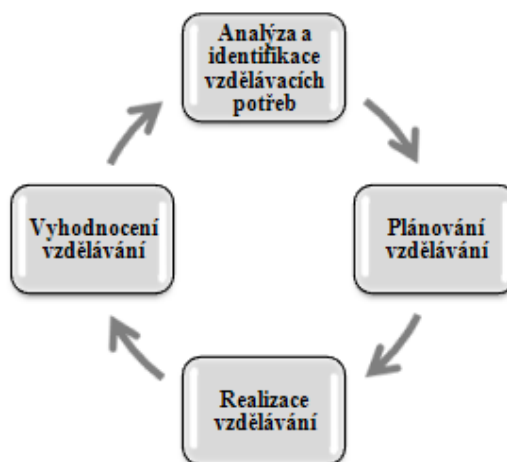 Analýza a
identifikace
vzdělávacích
potřeb
Plánování
vzdělávání
Realizace
vzdělávání
Vyhodnocení
vzdělávání